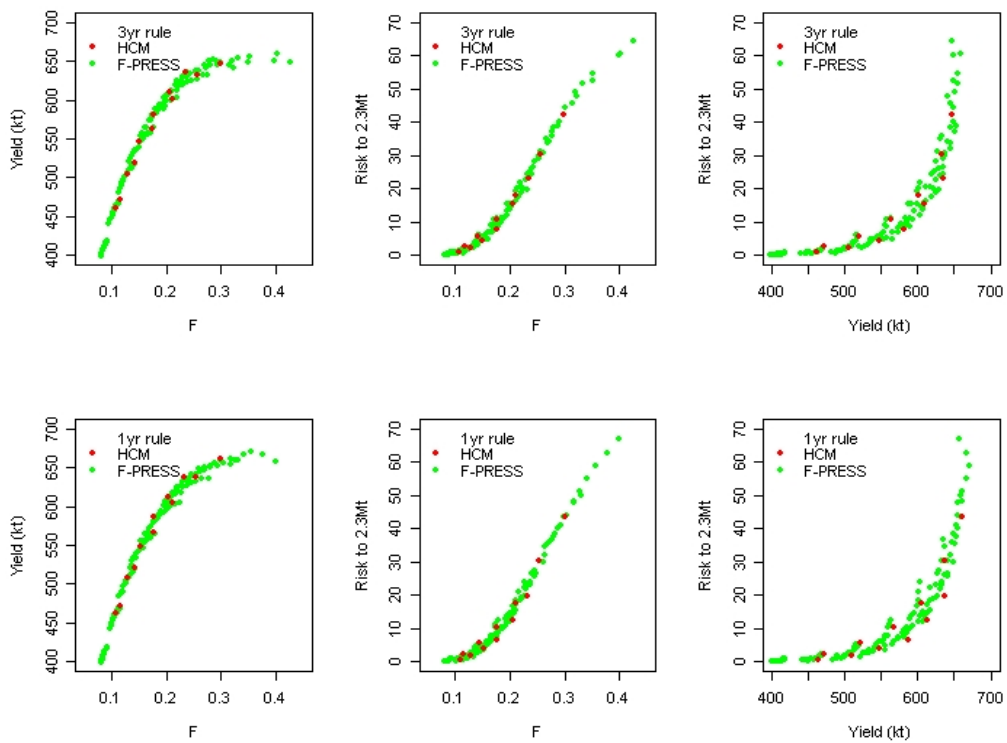 Yield (kt)
700
650
600
550
500
450
400
3yr rule
HCM
F-PRESS
0.1 0.2 0.3 0.4
F
Risk to 2.3Mt
70
60
50
40
30
20
10
0
3yr rule
HCM
F-PRESS
0.1 0.2 0.3 0.4
F
Risk to 2.3Mt
70
60
50
40
30
20
10
0
3yr rule
HCM
F-PRESS
400 500 600 700
Yield (kt)
Yield (kt)
700
650
600
550
500
450
400
1yr rule
HCM
F-PRESS
0.1 0.2 0.3 0.4
F
Risk to 2.3Mt
70
60
50
40
30
20
10
0
1yr rule
HCM
F-PRESS
0.1 0.2 0.3 0.4
F
Risk to 2.3Mt
70
60
50
40
30
20
10
0
1yr rule
HCM
F-PRESS
400 500 600 700
Yield (kt)